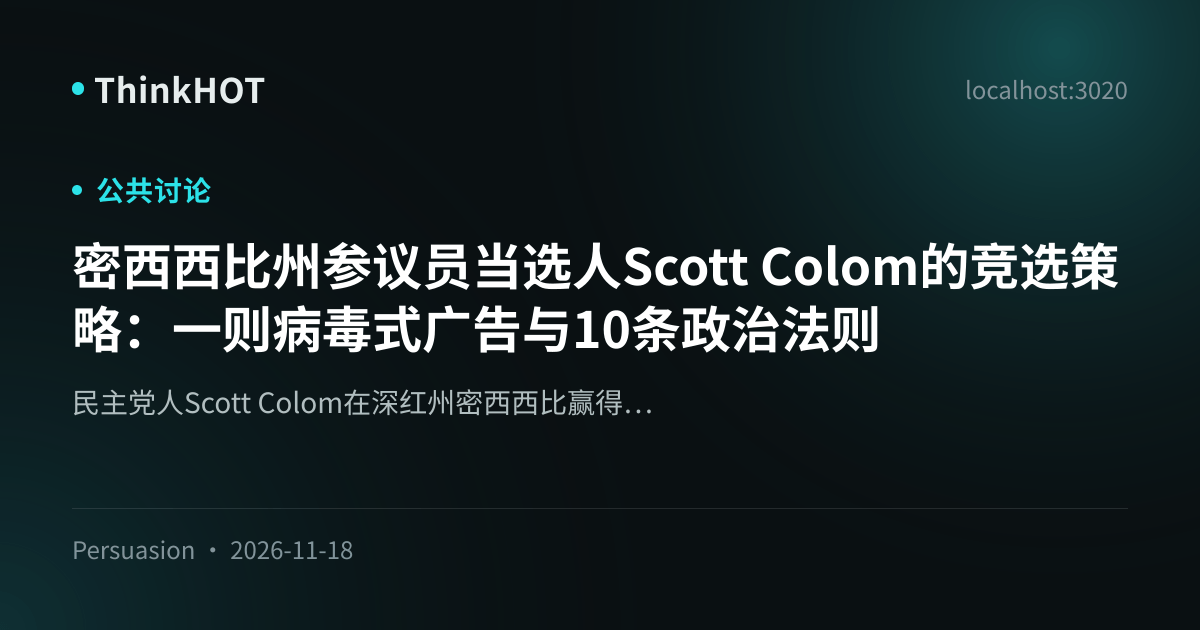 ThinkHOT
localhost:3020
公共讨论
密西西比州参议员当选人Scott Colom的竞选策
略：一则病毒式广告与10条政治法则
民主党人Scott Colom在深红州密西西比赢得…
Persuasion · 2026-11-18